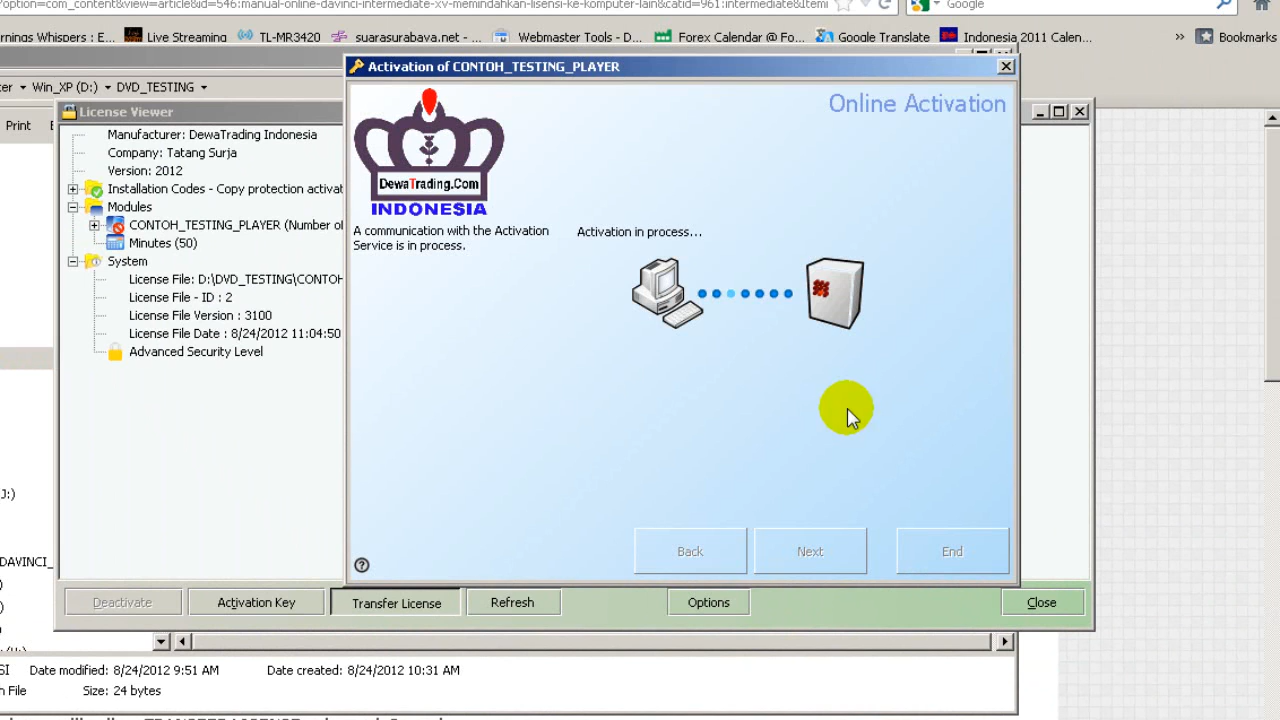 ?option=com_content&view=article&id=546:manual-online-davinci-intermediate-xv-memindahkan-lisensi-ke-komputer-lain&catid=961:intermediate&Itemi
Google
rnings Whispers : E... Live Streaming TL-MR3420 suarasurabaya.net - ... Webmaster Tools - D... Forex Calendar @ Fo... Google Translate Indonesia 2011 Calen... » Bookmarks
Activation of CONTOH_TESTING_PLAYER
ter Win_XP (D:) DVD_TESTING
License Viewer
Online Activation
Print
Manufacturer: DewaTrading Indonesia
Company: Tatang Surja
Version: 2012
Installation Codes - Copy protection activat
Modules
CONTOH_TESTING_PLAYER (Number of
Minutes (50)
System
License File: D:\DVD_TESTING\CONTOH
License File - ID : 2
License File Version : 3100
License File Date : 8/24/2012 11:04:50
Advanced Security Level
DewaTrading.Com
INDONESIA
A communication with the Activation
Service is in process.
Activation in process...
J:)
DAVINCI_
Back
Next
End
Deactivate
Activation Key
Transfer License
Refresh
Options
Close
SI Date modified: 8/24/2012 9:51 AM Date created: 8/24/2012 10:31 AM
n File Size: 24 bytes